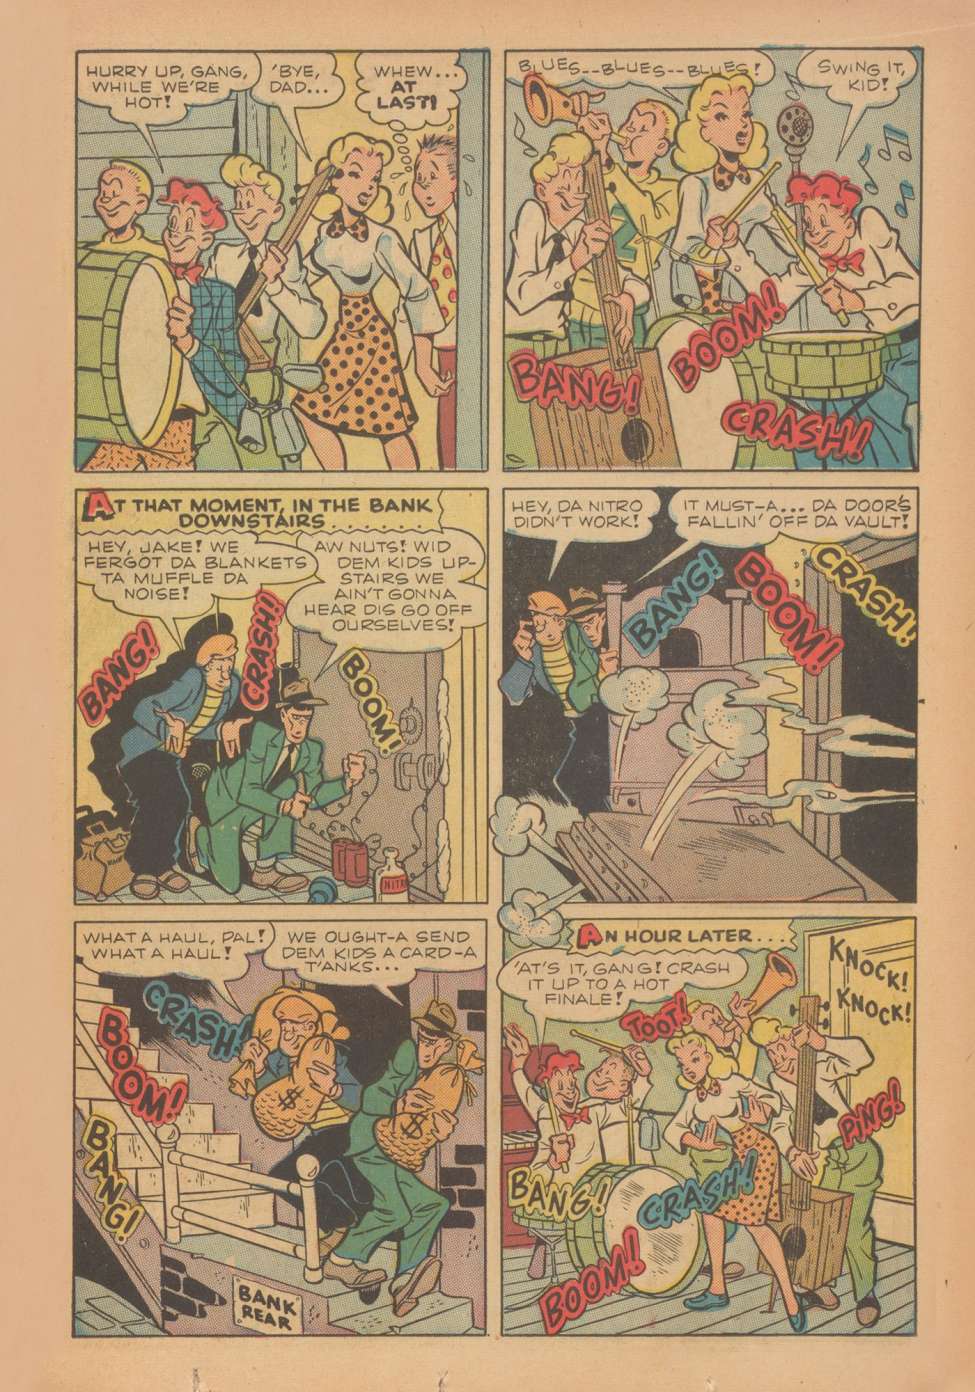 HURRY UP, GANG,
WHILE WE'RE
HOT!
'BYE,
DAD...
WHEW...
AT
LAST?!
BLUES--BLUES--BLUES!
SWING IT,
KID!
BANG!
BOOM!
CRASH!
AT THAT MOMENT, IN THE BANK
DOWNSTAIRS........
HEY, JAKE! WE
FERGOT DA BLANKETS
TA MUFFLE DA
NOISE!
AW NUTS! WID
DEM KIDS UP-
STAIRS WE
AIN'T GONNA
HEAR DIS GO OFF
OURSELVES!
BANG!
CRASH!
BOOM!
NITR
HEY, DA NITRO
DIDN'T WORK!
IT MUST-A... DA DOOR'S
FALLIN' OFF DA VAULT!
BANG!
BOOM!
CRASH!
WHAT A HAUL, PAL!
WHAT A HAUL!
WE OUGHT-A SEND
DEM KIDS A CARD-A
T'ANKS...
CRASH!
BOOM!
BANG!
$
$
BANK
REAR
AN HOUR LATER...
'AT'S IT, GANG! CRASH
IT UP TO A HOT
FINALE!
KNOCK!
KNOCK!
TOOT!
PING!
BANG!
CRASH!
BOOM!